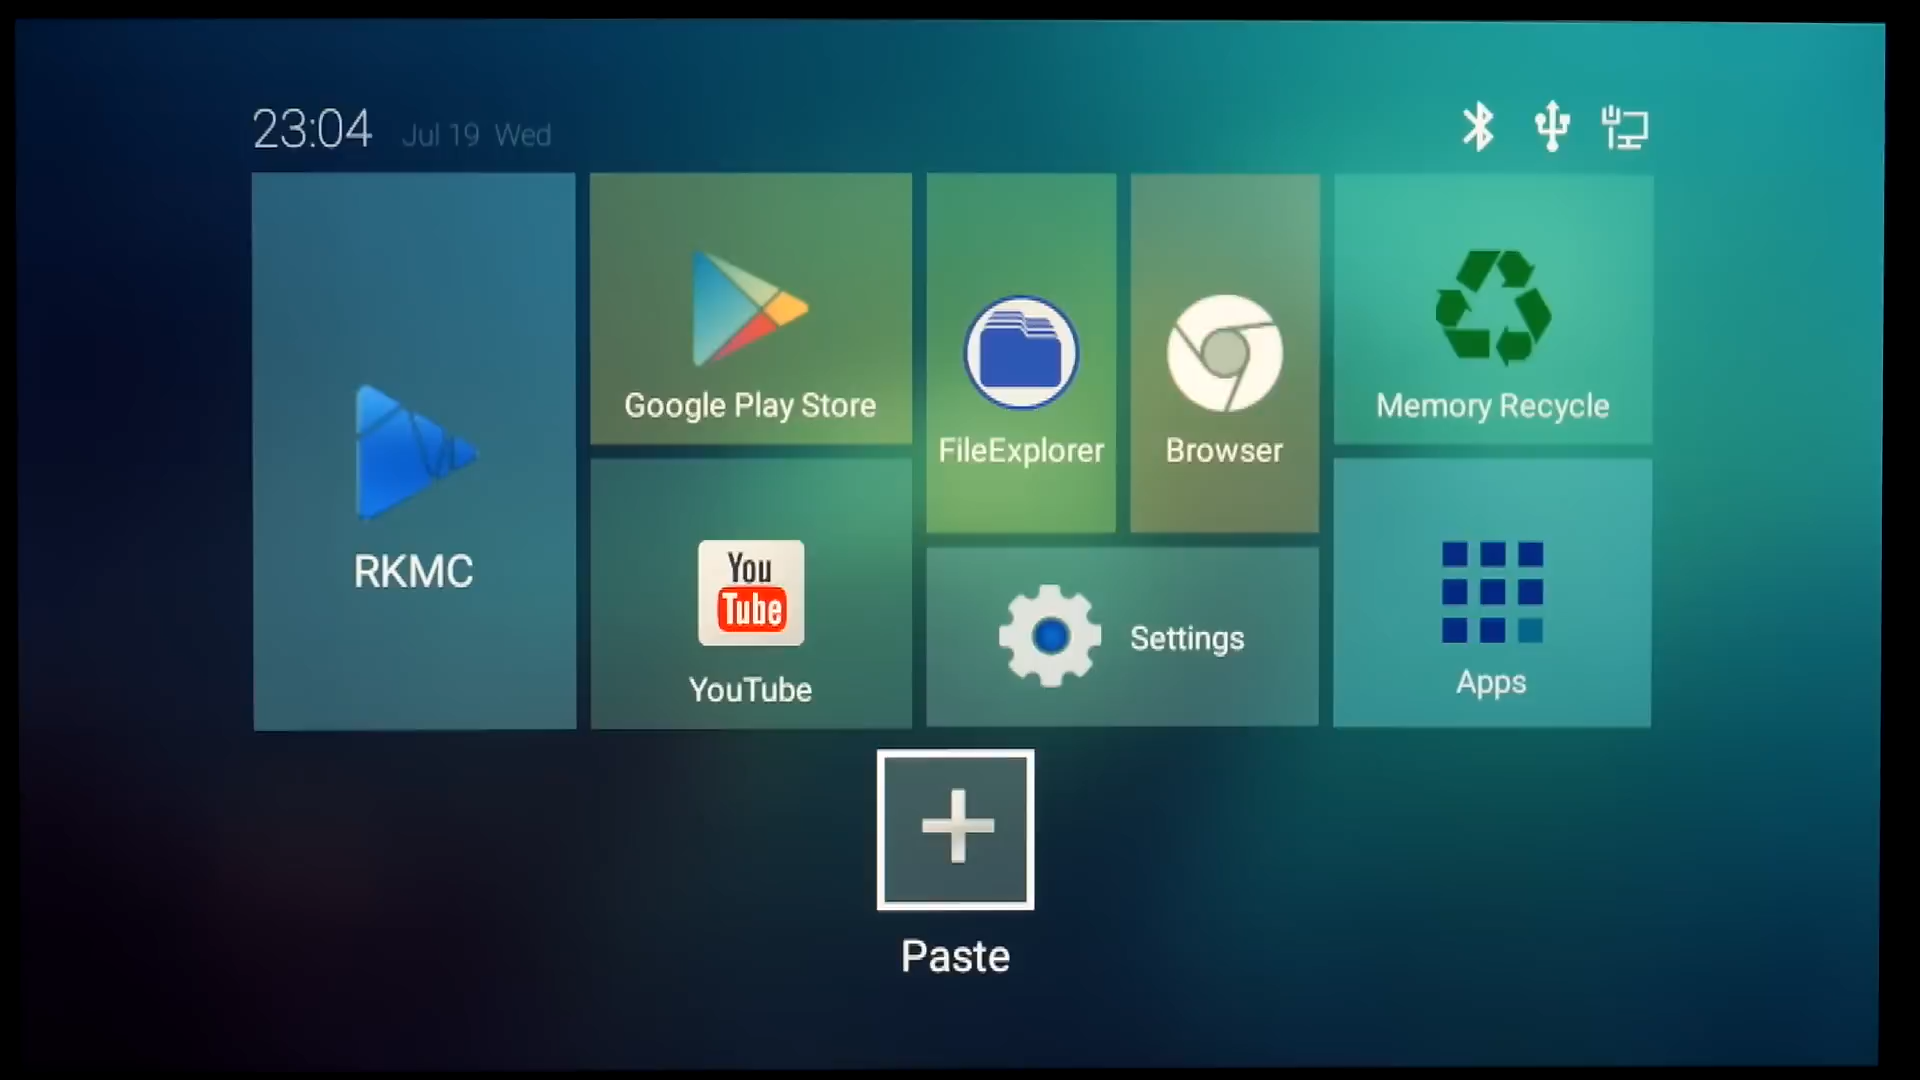 23:04 Jul 19 Wed
RKMC
Google Play Store
FileExplorer
Browser
Memory Recycle
You
Tube
YouTube
Settings
Apps
Paste